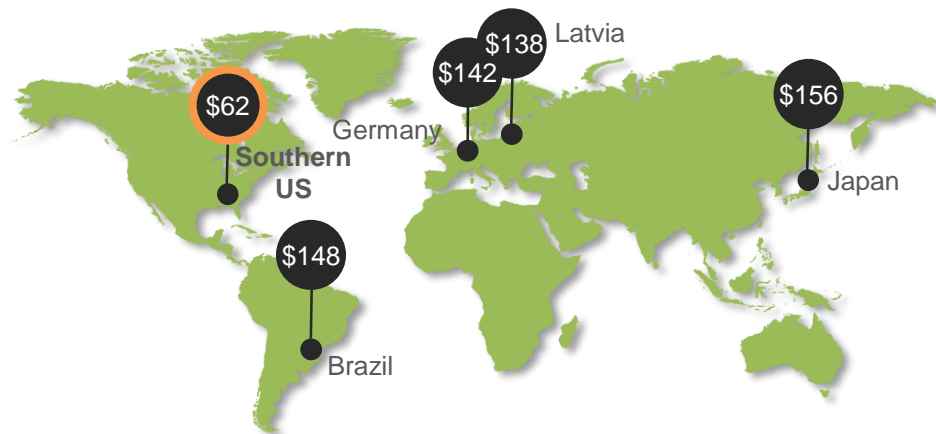 $138
Latvia
$142
$62
$156
Germany
Southern
US
Japan
$148
Brazil